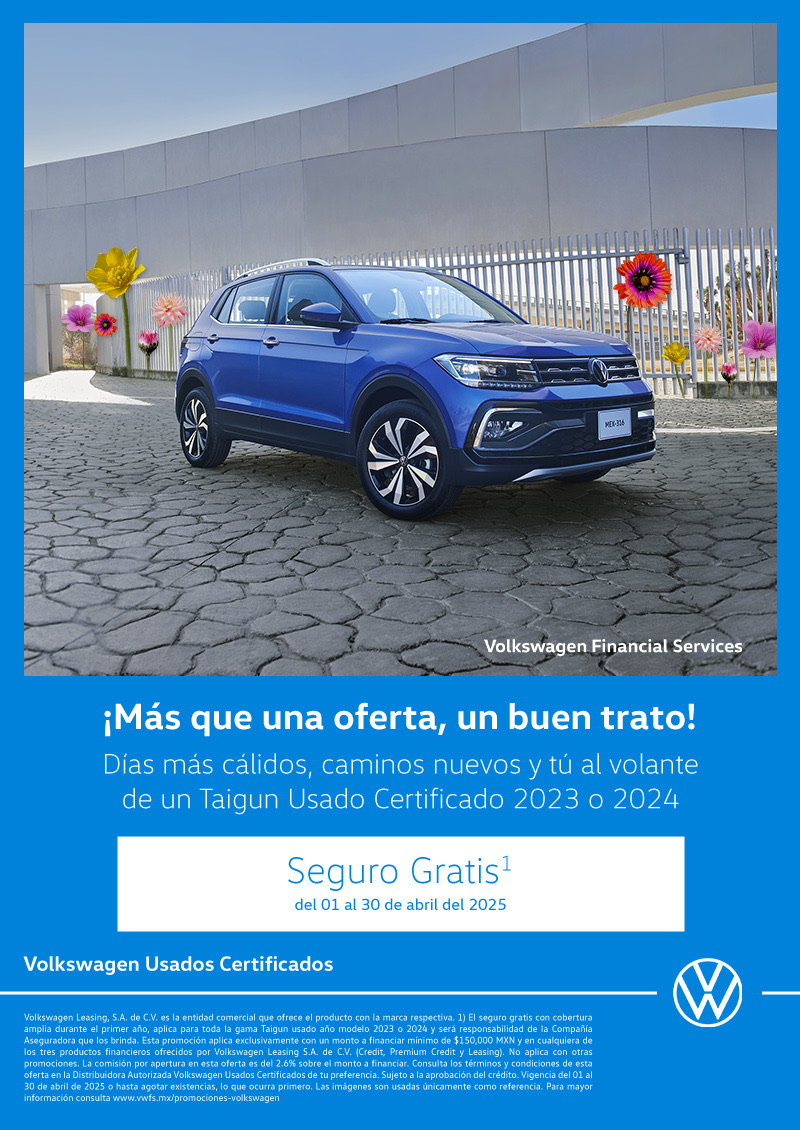 MEX-316
Volkswagen Financial Services
¡Más que una oferta, un buen trato!
Días más cálidos, caminos nuevos y tú al volante
de un Taigun Usado Certificado 2023 o 2024
Seguro Gratis¹
del 01 al 30 de abril del 2025
Volkswagen Usados Certificados
Volkswagen Leasing, S.A. de C.V. es la entidad comercial que ofrece el producto con la marca respectiva. 1) El seguro gratis con cobertura
amplia durante el primer año, aplica para toda la gama Taigun usado año modelo 2023 o 2024 y será responsabilidad de la Compañía
Aseguradora que los brinda. Esta promoción aplica exclusivamente con un monto a financiar mínimo de $150,000 MXN y en cualquiera de
los tres productos financieros ofrecidos por Volkswagen Leasing S.A. de C.V. (Credit, Premium Credit y Leasing). No aplica con otras
promociones. La comisión por apertura en esta oferta es del 2.6% sobre el monto a financiar. Consulta los términos y condiciones de esta
oferta en la Distribuidora Autorizada Volkswagen Usados Certificados de tu preferencia. Sujeto a la aprobación del crédito. Vigencia del 01 al
30 de abril de 2025 o hasta agotar existencias, lo que ocurra primero. Las imágenes son usadas únicamente como referencia. Para mayor
información consulta www.vwfs.mx/promociones-volkswagen